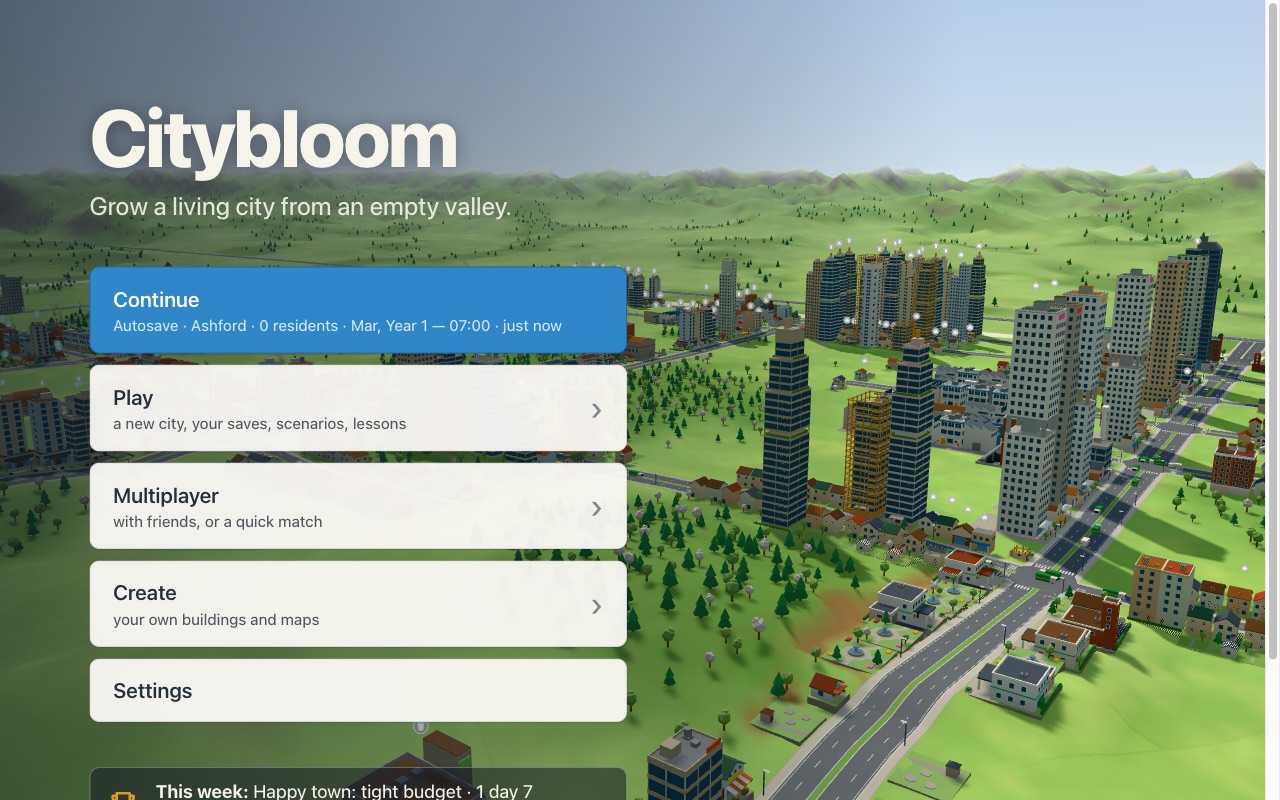 Citybloom
Grow a living city from an empty valley.
Continue
Autosave · Ashford · 0 residents · Mar, Year 1 — 07:00 · just now
Play
a new city, your saves, scenarios, lessons
Multiplayer
with friends, or a quick match
Create
your own buildings and maps
Settings
This week: Happy town: tight budget · 1 day 7